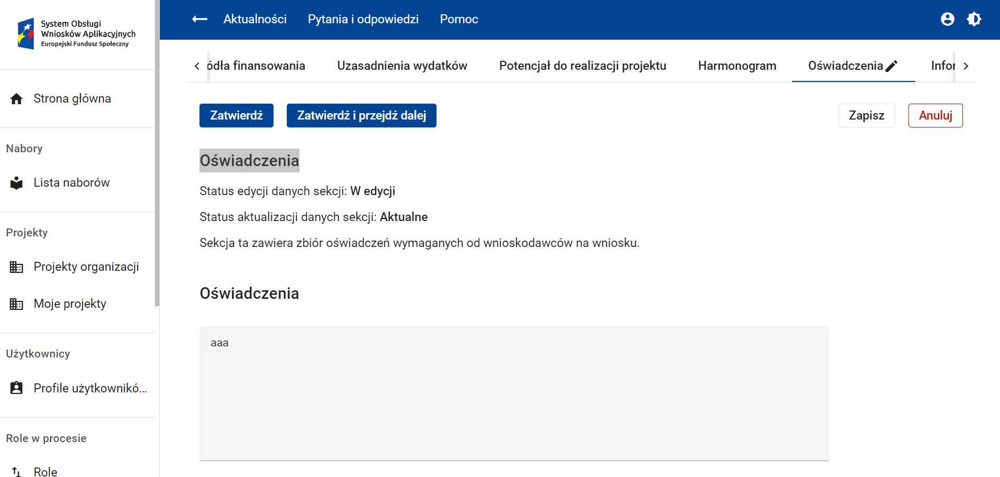 System Obsługi
Wniosków Aplikacyjnych
Europejski Fundusz Społeczny
Strona główna
Nabory
Lista naborów
Projekty
Projekty organizacji
Moje projekty
Użytkownicy
Profile użytkownikó...
Role w procesie
Role
Aktualności Pytania i odpowiedzi Pomoc
ódła finansowania Uzasadnienia wydatków Potencjał do realizacji projektu Harmonogram Oświadczenia Infor
Zatwierdź Zatwierdź i przejdź dalej Zapisz Anuluj
Oświadczenia
Status edycji danych sekcji: W edycji
Status aktualizacji danych sekcji: Aktualne
Sekcja ta zawiera zbiór oświadczeń wymaganych od wnioskodawców na wniosku.
Oświadczenia
aaa